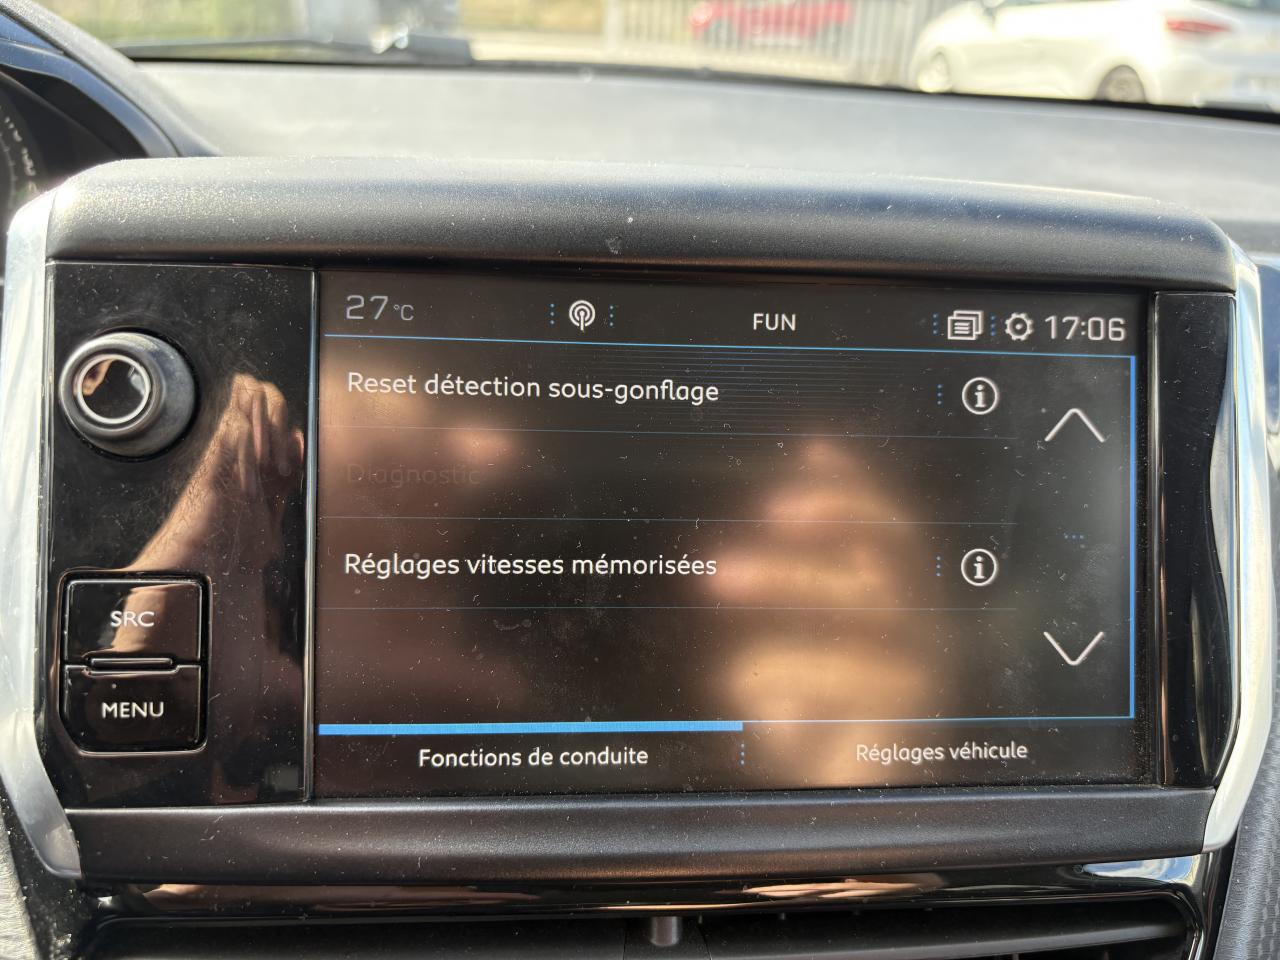 27°C FUN 17:06
Reset détection sous-gonflage
Diagnostic
Réglages vitesses mémorisées
SRC
MENU
Fonctions de conduite Réglages véhicule